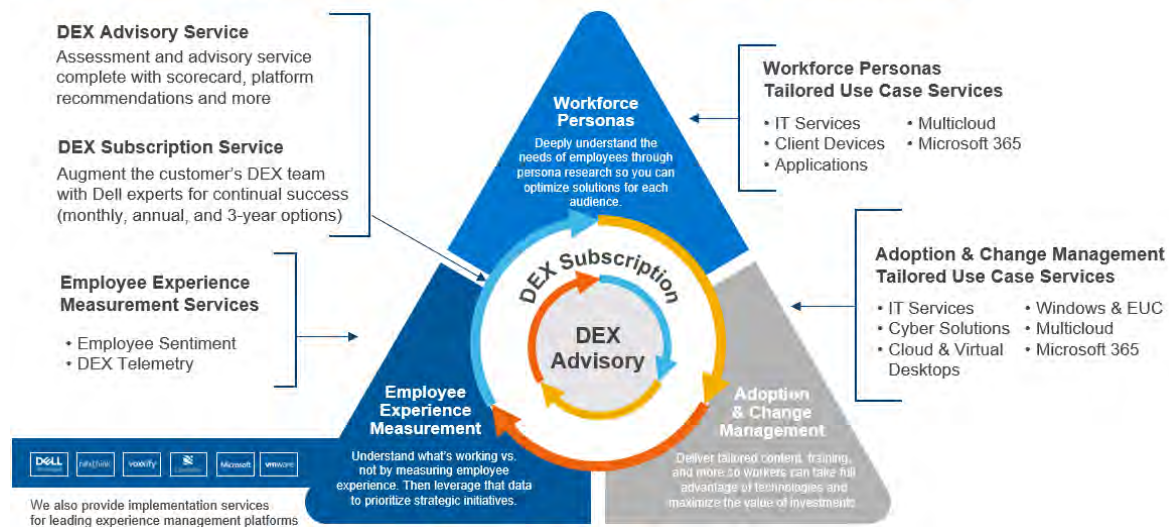 DEX Advisory Service
Assessment and advisory service
complete with scorecard, platform
recommendations and more
DEX Subscription Service
Augment the customer's DEX team
with Dell experts for continual success
(monthly, annual, and 3-year options)
Employee Experience
Measurement Services
• Employee Sentiment
• DEX Telemetry
Workforce
Personas
Deeply understand the
needs of employees through
persona research so you can
optimize solutions for each
audience.
Workforce Personas
Tailored Use Case Services
• IT Services
• Client Devices
• Applications
• Multicloud
• Microsoft 365
Adoption & Change Management
Tailored Use Case Services
• IT Services
• Cyber Solutions
• Cloud & Virtual
Desktops
• Windows & EUC
• Multicloud
• Microsoft 365
DEX Subscription
DEX
Advisory
Employee
Experience
Measurement
Understand what's working vs.
not by measuring employee
experience. Then leverage that data
to prioritize strategic initiatives.
Adoption
& Change
Management
Deliver tailored content, training,
and more so workers can take full
advantage of technologies and
maximize the value of investments
DELL
nexthink
voxxify
Microsoft
vmware
We also provide implementation services
for leading experience management platforms